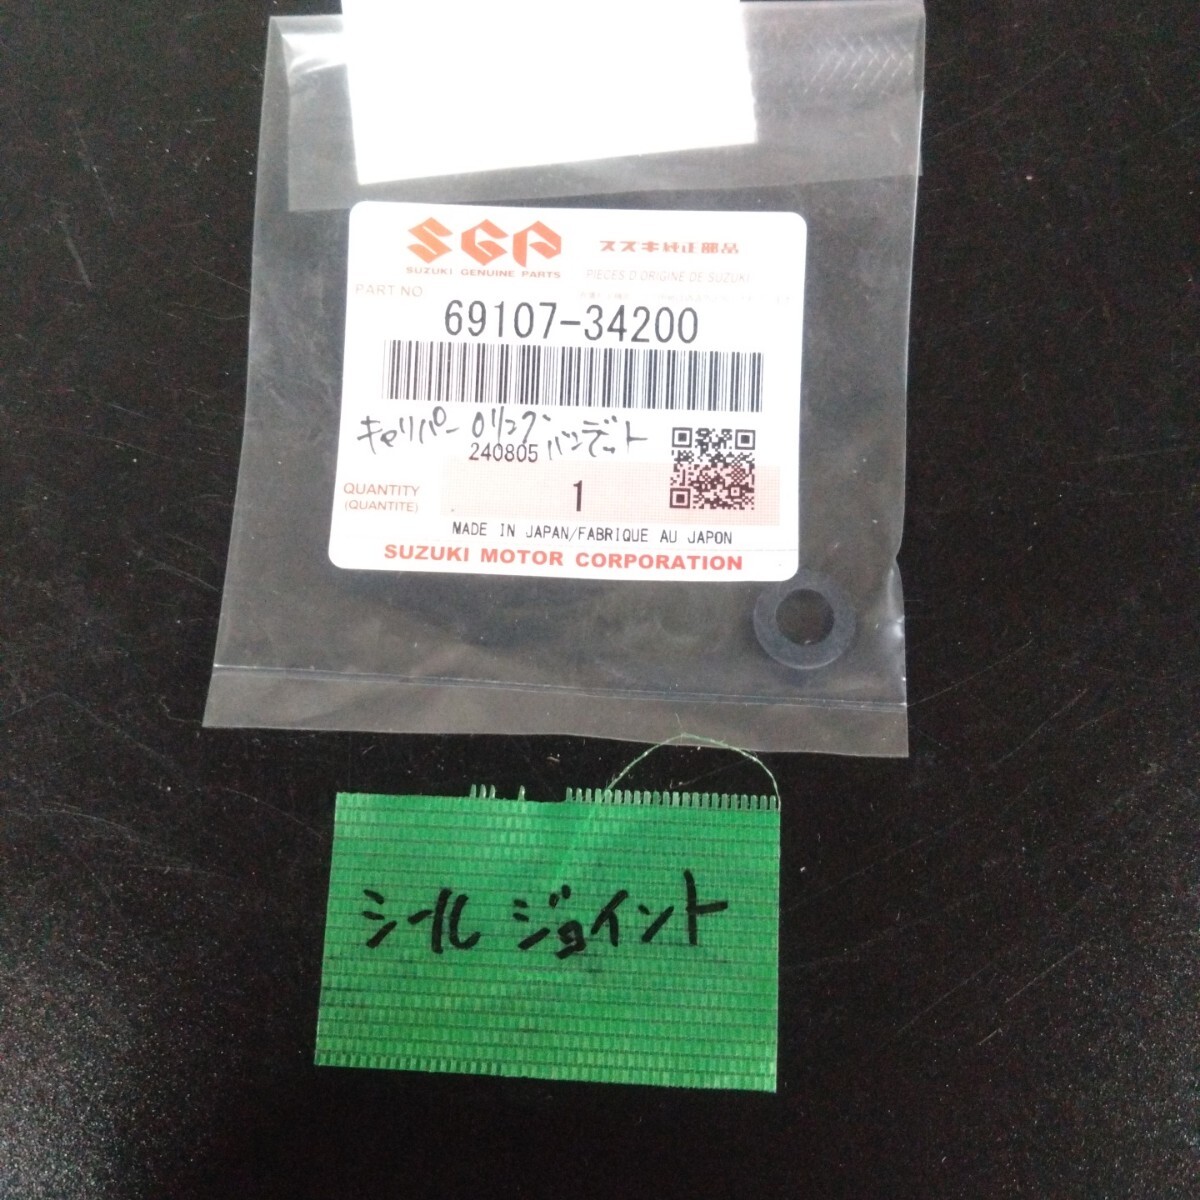 SGP スズキ純正部品
SUZUKI GENUINE PARTS PIECES D'ORIGINE DE SUZUKI
PART NO.
69107-34200
キャリパー Oリング バンデット
240805
QUANTITY
(QUANTITE)
1
MADE IN JAPAN/FABRIQUE AU JAPON
SUZUKI MOTOR CORPORATION
シール ジョイント